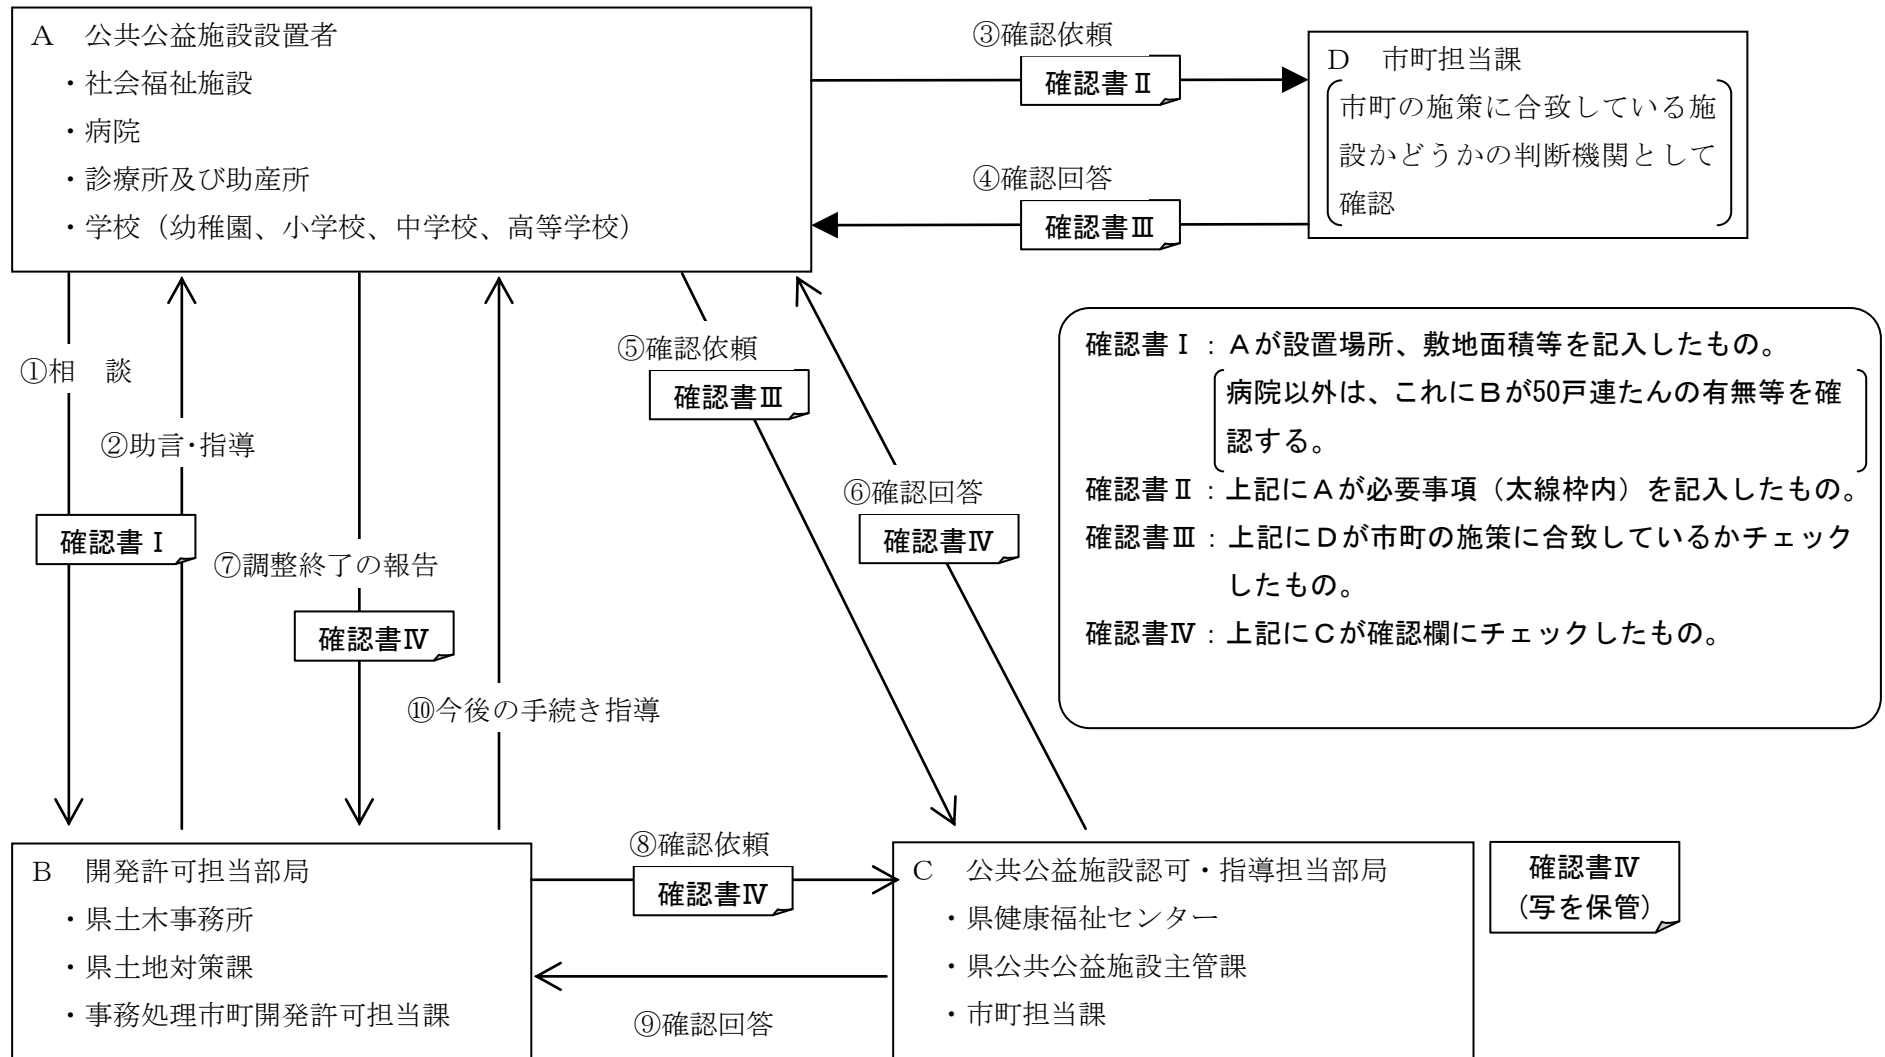 A　公共公益施設設置者
・社会福祉施設
・病院
・診療所及び助産所
・学校（幼稚園、小学校、中学校、高等学校）
③確認依頼
確認書Ⅱ
④確認回答
確認書Ⅲ
D　市町担当課
市町の施策に合致している施
設かどうかの判断機関として
確認
①相　談
②助言･指導
確認書Ⅰ
⑦調整終了の報告
確認書Ⅳ
⑩今後の手続き指導
⑤確認依頼
確認書Ⅲ
⑥確認回答
確認書Ⅳ
確認書Ⅰ：Ａが設置場所、敷地面積等を記入したもの。
病院以外は、これにＢが50戸連たんの有無等を確
認する。
確認書Ⅱ：上記にＡが必要事項（太線枠内）を記入したもの。
確認書Ⅲ：上記にＤが市町の施策に合致しているかチェック
したもの。
確認書Ⅳ：上記にＣが確認欄にチェックしたもの。
B　開発許可担当部局
・県土木事務所
・県土地対策課
・事務処理市町開発許可担当課
⑧確認依頼
確認書Ⅳ
⑨確認回答
C　公共公益施設認可・指導担当部局
・県健康福祉センター
・県公共公益施設主管課
・市町担当課
確認書Ⅳ
（写を保管）